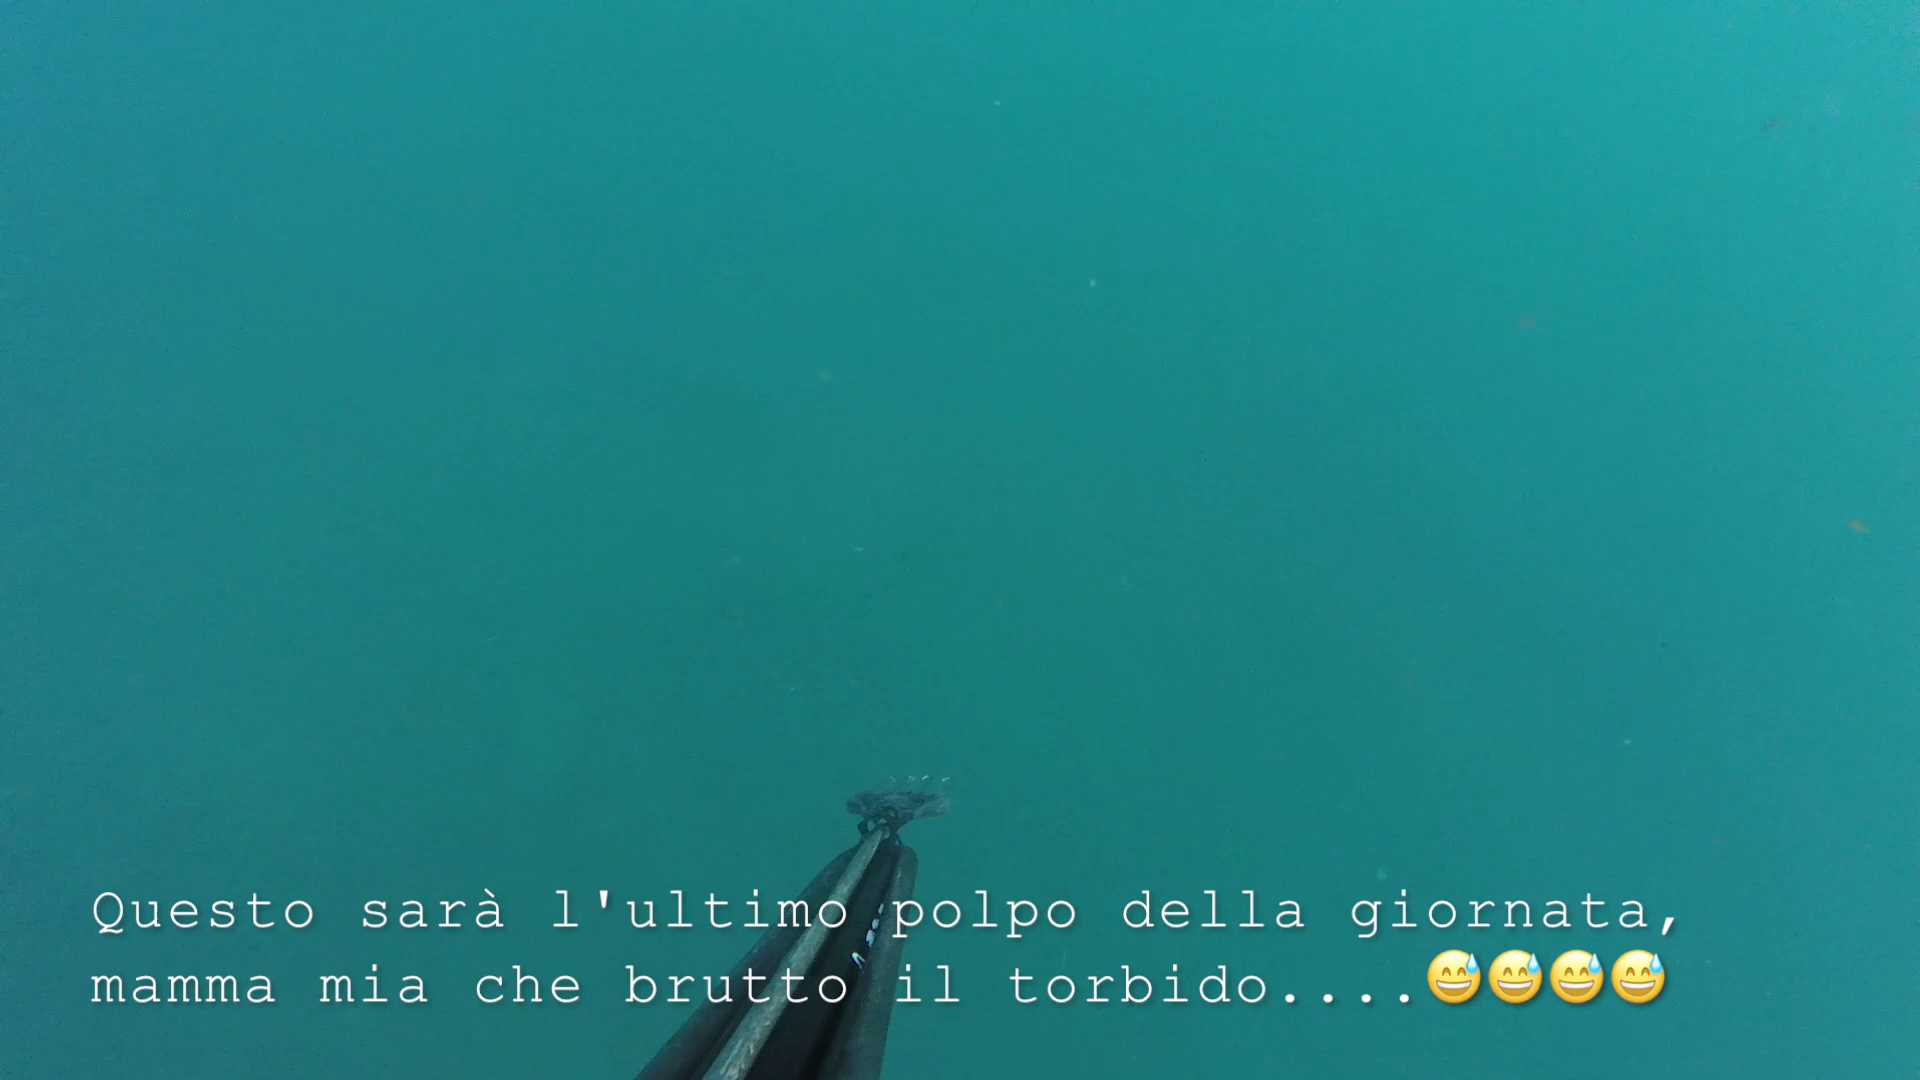 Questo sarà l'ultimo polpo della giornata,
mamma mia che brutto il torbido....😅😅😅😅